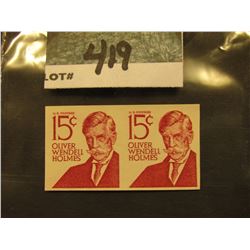 419
LOT#
U.S. POSTAGE
15¢
OLIVER
WENDELL
HOLMES
U.S. POSTAGE
15¢
OLIVER
WENDELL
HOLMES